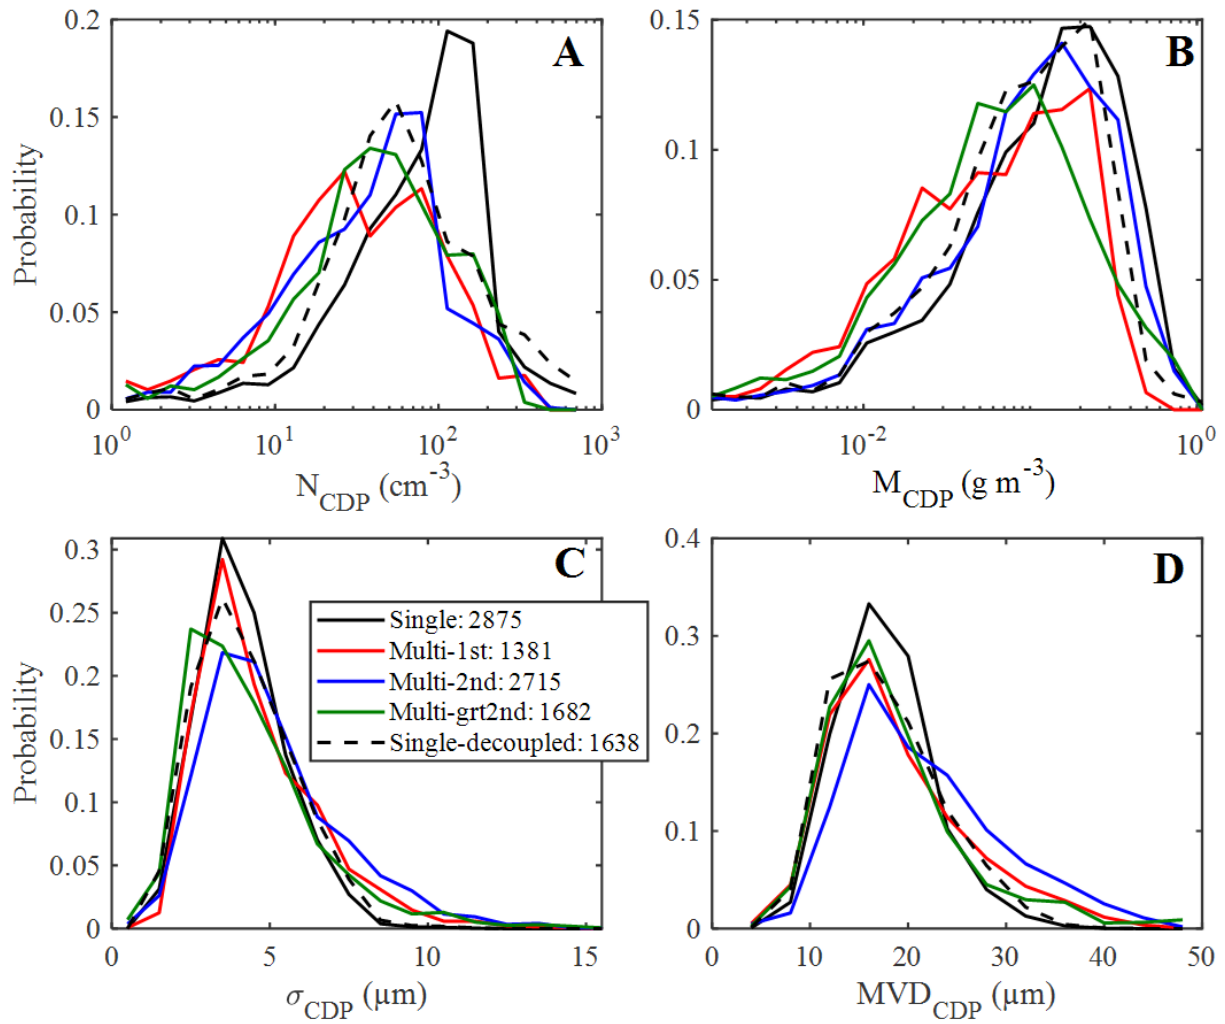 A
0.2
0.15
0.1
0.05
0
Probability
10^0
10^1
10^2
10^3
N_CDP (cm^-3)
B
0.15
0.1
0.05
0
10^-2
10^0
M_CDP (g m^-3)
C
0.3
0.25
0.2
0.15
0.1
0.05
0
Probability
0
5
10
15
σ_CDP (µm)
Single: 2875
Multi-1st: 1381
Multi-2nd: 2715
Multi-grt2nd: 1682
Single-decoupled: 1638
D
0.4
0.3
0.2
0.1
0
0
10
20
30
40
50
MVD_CDP (µm)